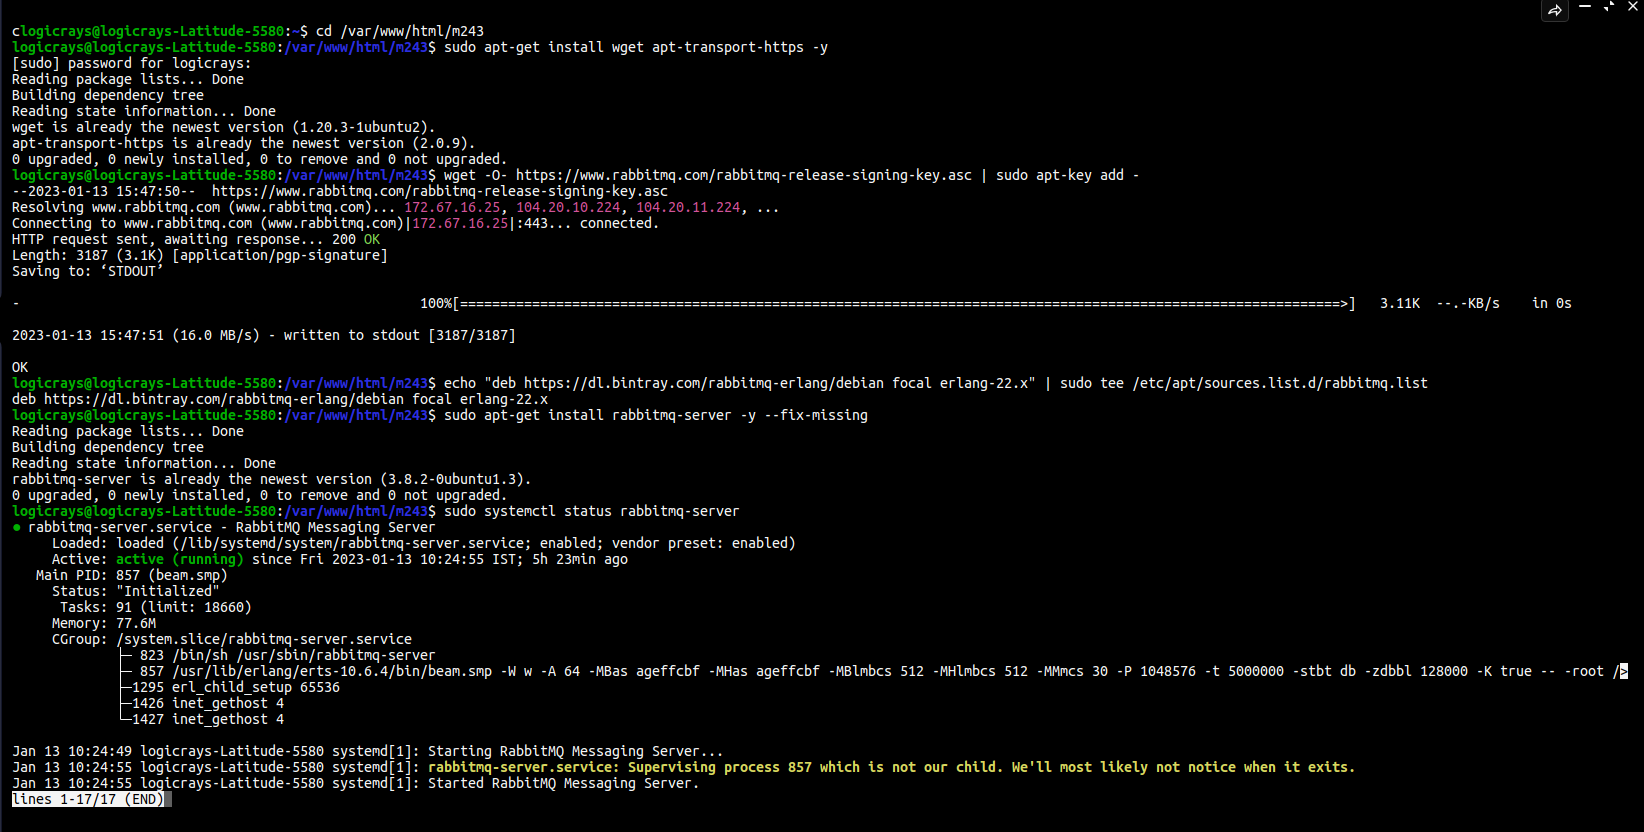 clogicrays@logicrays-Latitude-5580:~$ cd /var/www/html/m243
logicrays@logicrays-Latitude-5580:/var/www/html/m243$ sudo apt-get install wget apt-transport-https -y
[sudo] password for logicrays:
Reading package lists... Done
Building dependency tree
Reading state information... Done
wget is already the newest version (1.20.3-1ubuntu2).
apt-transport-https is already the newest version (2.0.9).
0 upgraded, 0 newly installed, 0 to remove and 0 not upgraded.
logicrays@logicrays-Latitude-5580:/var/www/html/m243$ wget -O- https://www.rabbitmq.com/rabbitmq-release-signing-key.asc | sudo apt-key add -
--2023-01-13 15:47:50--  https://www.rabbitmq.com/rabbitmq-release-signing-key.asc
Resolving www.rabbitmq.com (www.rabbitmq.com)... 172.67.16.25, 104.20.10.224, 104.20.11.224, ...
Connecting to www.rabbitmq.com (www.rabbitmq.com)|172.67.16.25|:443... connected.
HTTP request sent, awaiting response... 200 OK
Length: 3187 (3.1K) [application/pgp-signature]
Saving to: ‘STDOUT’
- 100%[==============================================================================================================>] 3.11K --.-KB/s in 0s
2023-01-13 15:47:51 (16.0 MB/s) - written to stdout [3187/3187]
OK
logicrays@logicrays-Latitude-5580:/var/www/html/m243$ echo "deb https://dl.bintray.com/rabbitmq-erlang/debian focal erlang-22.x" | sudo tee /etc/apt/sources.list.d/rabbitmq.list
deb https://dl.bintray.com/rabbitmq-erlang/debian focal erlang-22.x
logicrays@logicrays-Latitude-5580:/var/www/html/m243$ sudo apt-get install rabbitmq-server -y --fix-missing
Reading package lists... Done
Building dependency tree
Reading state information... Done
rabbitmq-server is already the newest version (3.8.2-0ubuntu1.3).
0 upgraded, 0 newly installed, 0 to remove and 0 not upgraded.
logicrays@logicrays-Latitude-5580:/var/www/html/m243$ sudo systemctl status rabbitmq-server
● rabbitmq-server.service - RabbitMQ Messaging Server
Loaded: loaded (/lib/systemd/system/rabbitmq-server.service; enabled; vendor preset: enabled)
Active: active (running) since Fri 2023-01-13 10:24:55 IST; 5h 23min ago
Main PID: 857 (beam.smp)
Status: "Initialized"
Tasks: 91 (limit: 18660)
Memory: 77.6M
CGroup: /system.slice/rabbitmq-server.service
├─ 823 /bin/sh /usr/sbin/rabbitmq-server
├─ 857 /usr/lib/erlang/erts-10.6.4/bin/beam.smp -W w -A 64 -MBas ageffcbf -MHas ageffcbf -MBlmbcs 512 -MHlmbcs 512 -MMmcs 30 -P 1048576 -t 5000000 -stbt db -zdbbl 128000 -K true -- -root />
├─1295 erl_child_setup 65536
├─1426 inet_gethost 4
└─1427 inet_gethost 4
Jan 13 10:24:49 logicrays-Latitude-5580 systemd[1]: Starting RabbitMQ Messaging Server...
Jan 13 10:24:55 logicrays-Latitude-5580 systemd[1]: rabbitmq-server.service: Supervising process 857 which is not our child. We'll most likely not notice when it exits.
Jan 13 10:24:55 logicrays-Latitude-5580 systemd[1]: Started RabbitMQ Messaging Server.
lines 1-17/17 (END)